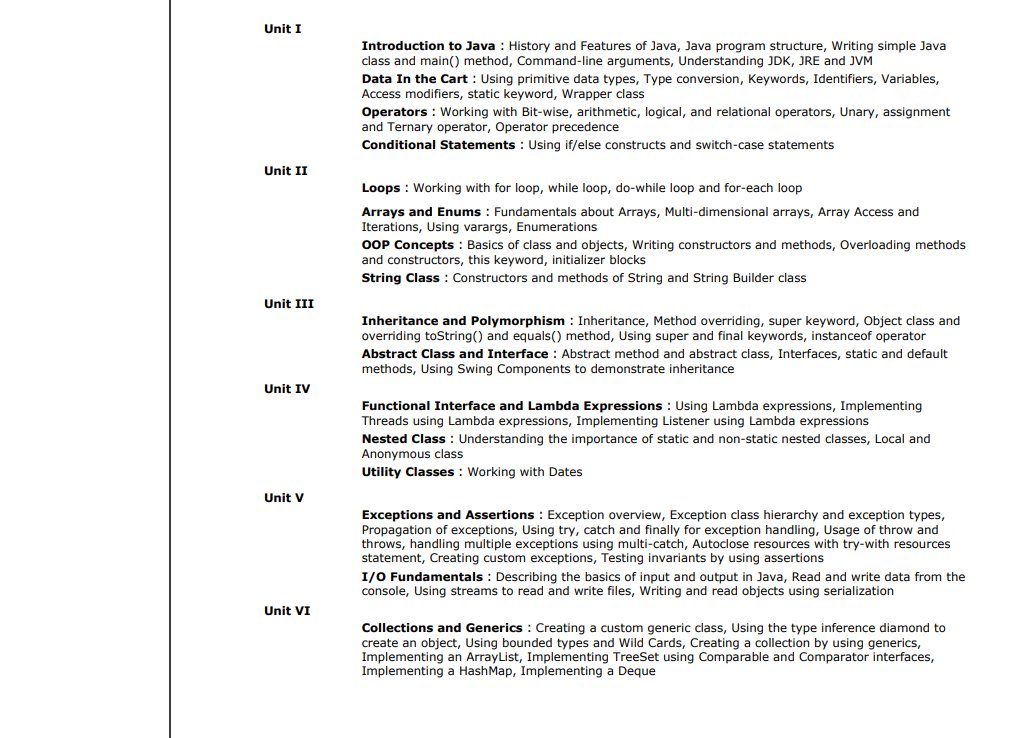 Unit I
Introduction to Java : History and Features of Java, Java program structure, Writing simple Java
class and main() method, Command-line arguments, Understanding JDK, JRE and JVM
Data In the Cart : Using primitive data types, Type conversion, Keywords, Identifiers, Variables,
Access modifiers, static keyword, Wrapper class
Operators : Working with Bit-wise, arithmetic, logical, and relational operators, Unary, assignment
and Ternary operator, Operator precedence
Conditional Statements : Using if/else constructs and switch-case statements
Unit II
Loops : Working with for loop, while loop, do-while loop and for-each loop
Arrays and Enums : Fundamentals about Arrays, Multi-dimensional arrays, Array Access and
Iterations, Using varargs, Enumerations
OOP Concepts : Basics of class and objects, Writing constructors and methods, Overloading methods
and constructors, this keyword, initializer blocks
String Class : Constructors and methods of String and String Builder class
Unit III
Inheritance and Polymorphism : Inheritance, Method overriding, super keyword, Object class and
overriding toString() and equals() method, Using super and final keywords, instanceof operator
Abstract Class and Interface : Abstract method and abstract class, Interfaces, static and default
methods, Using Swing Components to demonstrate inheritance
Unit IV
Functional Interface and Lambda Expressions : Using Lambda expressions, Implementing
Threads using Lambda expressions, Implementing Listener using Lambda expressions
Nested Class : Understanding the importance of static and non-static nested classes, Local and
Anonymous class
Utility Classes : Working with Dates
Unit V
Exceptions and Assertions : Exception overview, Exception class hierarchy and exception types,
Propagation of exceptions, Using try, catch and finally for exception handling, Usage of throw and
throws, handling multiple exceptions using multi-catch, Autoclose resources with try-with resources
statement, Creating custom exceptions, Testing invariants by using assertions
I/O Fundamentals : Describing the basics of input and output in Java, Read and write data from the
console, Using streams to read and write files, Writing and read objects using serialization
Unit VI
Collections and Generics : Creating a custom generic class, Using the type inference diamond to
create an object, Using bounded types and Wild Cards, Creating a collection by using generics,
Implementing an ArrayList, Implementing TreeSet using Comparable and Comparator interfaces,
Implementing a HashMap, Implementing a Deque